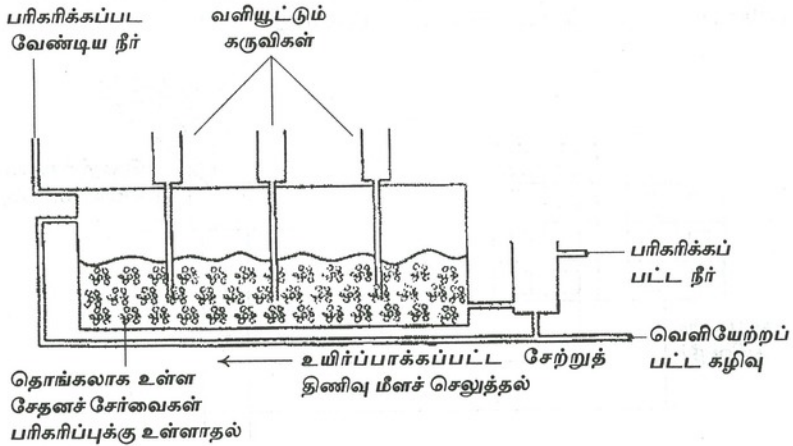 பரிகரிக்கப்பட
வேண்டிய நீர்
வளியூட்டும்
கருவிகள்
பரிகரிக்கப்
பட்ட நீர்
வெளியேற்றப்
பட்ட கழிவு
உயிர்ப்பாக்கப்பட்ட சேற்றுத்
திணிவு மீளச் செலுத்தல்
தொங்கலாக உள்ள
சேதனச் சேர்வைகள்
பரிகரிப்புக்கு உள்ளாதல்